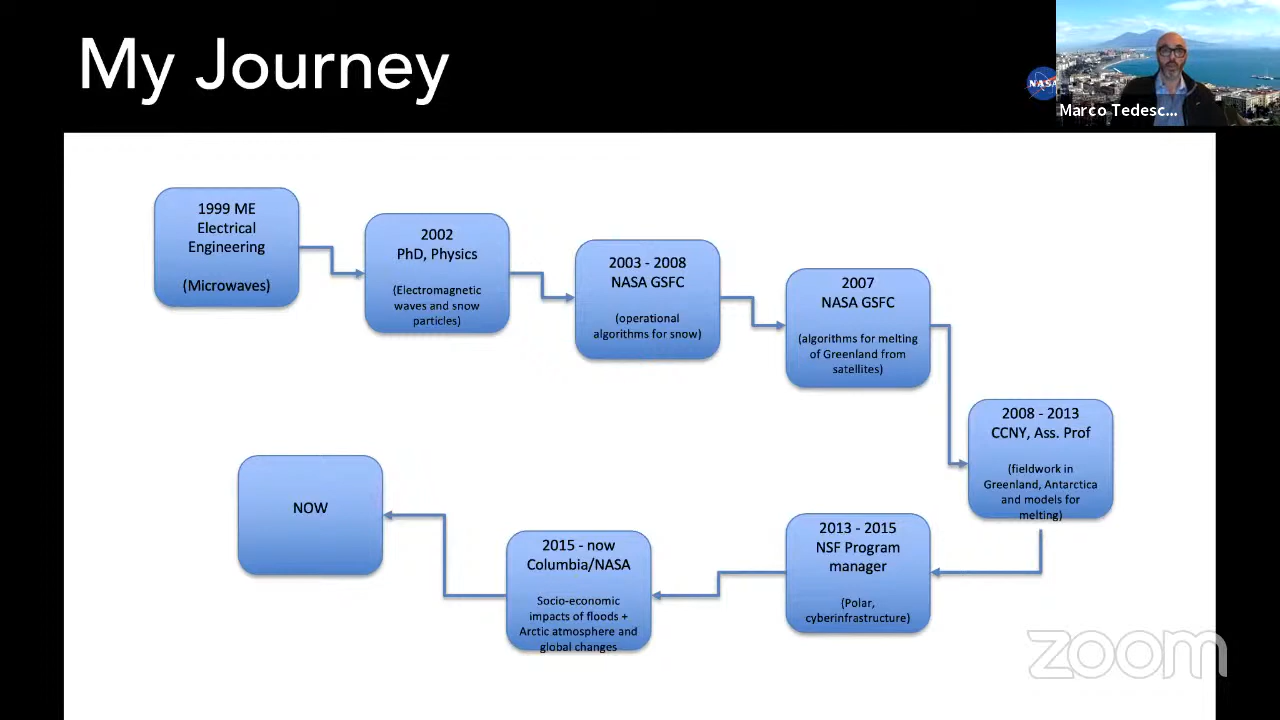 My Journey
NASA
Marco Tedesc...
1999 ME
Electrical
Engineering
(Microwaves)
2002
PhD, Physics
(Electromagnetic
waves and snow
particles)
2003 - 2008
NASA GSFC
(operational
algorithms for snow)
2007
NASA GSFC
(algorithms for melting
of Greenland from
satellites)
2008 - 2013
CCNY, Ass. Prof
(fieldwork in
Greenland, Antarctica
and models for
melting)
2013 - 2015
NSF Program
manager
(Polar,
cyberinfrastructure)
2015 - now
Columbia/NASA
Socio-economic
impacts of floods +
Arctic atmosphere and
global changes
NOW
zoom